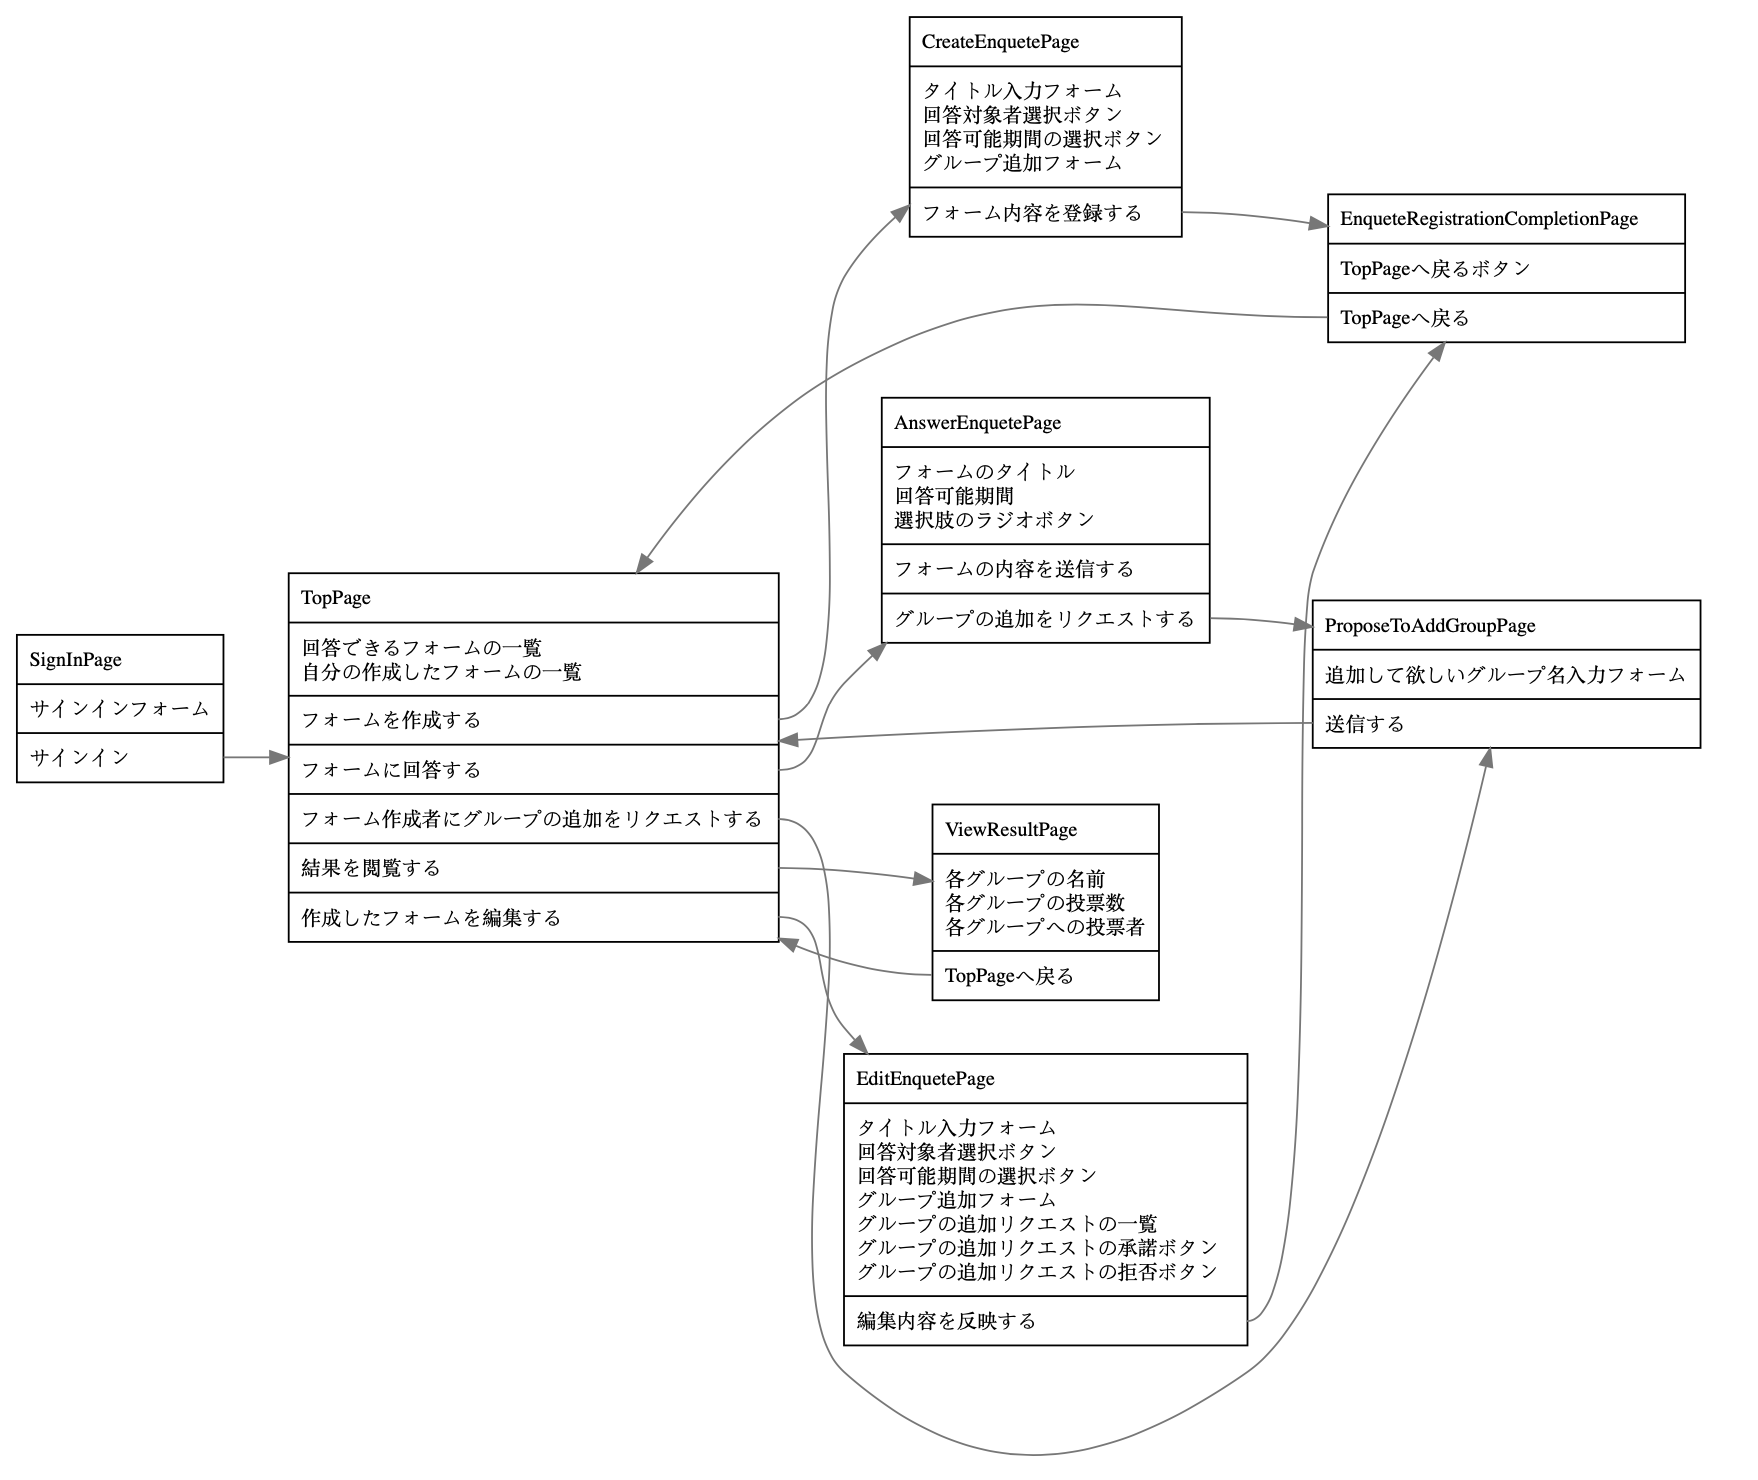 SignInPage
サインインフォーム
サインイン
TopPage
回答できるフォームの一覧
自分の作成したフォームの一覧
フォームを作成する
フォームに回答する
フォーム作成者にグループの追加をリクエストする
結果を閲覧する
作成したフォームを編集する
CreateEnquetePage
タイトル入力フォーム
回答対象者選択ボタン
回答可能期間の選択ボタン
グループ追加フォーム
フォーム内容を登録する
EnqueteRegistrationCompletionPage
TopPageへ戻るボタン
TopPageへ戻る
AnswerEnquetePage
フォームのタイトル
回答可能期間
選択肢のラジオボタン
フォームの内容を送信する
グループの追加をリクエストする
ProposeToAddGroupPage
追加して欲しいグループ名入力フォーム
送信する
ViewResultPage
各グループの名前
各グループの投票数
各グループへの投票者
TopPageへ戻る
EditEnquetePage
タイトル入力フォーム
回答対象者選択ボタン
回答可能期間の選択ボタン
グループ追加フォーム
グループの追加リクエストの一覧
グループの追加リクエストの承諾ボタン
グループの追加リクエストの拒否ボタン
編集内容を反映する